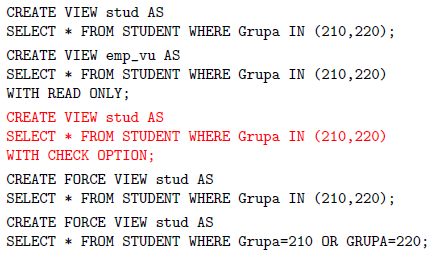 CREATE VIEW stud AS
SELECT * FROM STUDENT WHERE Grupa IN (210,220);
CREATE VIEW emp_vu AS
SELECT * FROM STUDENT WHERE Grupa IN (210,220)
WITH READ ONLY;
CREATE VIEW stud AS
SELECT * FROM STUDENT WHERE Grupa IN (210,220)
WITH CHECK OPTION;
CREATE FORCE VIEW stud AS
SELECT * FROM STUDENT WHERE Grupa IN (210,220);
CREATE FORCE VIEW stud AS
SELECT * FROM STUDENT WHERE Grupa=210 OR GRUPA=220;